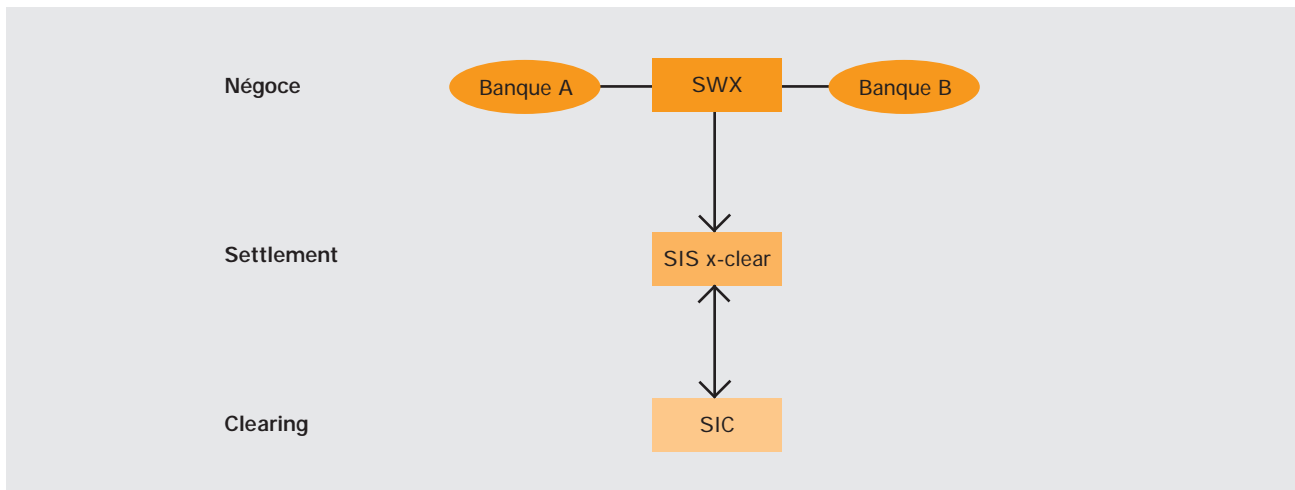 Négoce
Banque A
SWX
Banque B
Settlement
SIS x-clear
Clearing
SIC